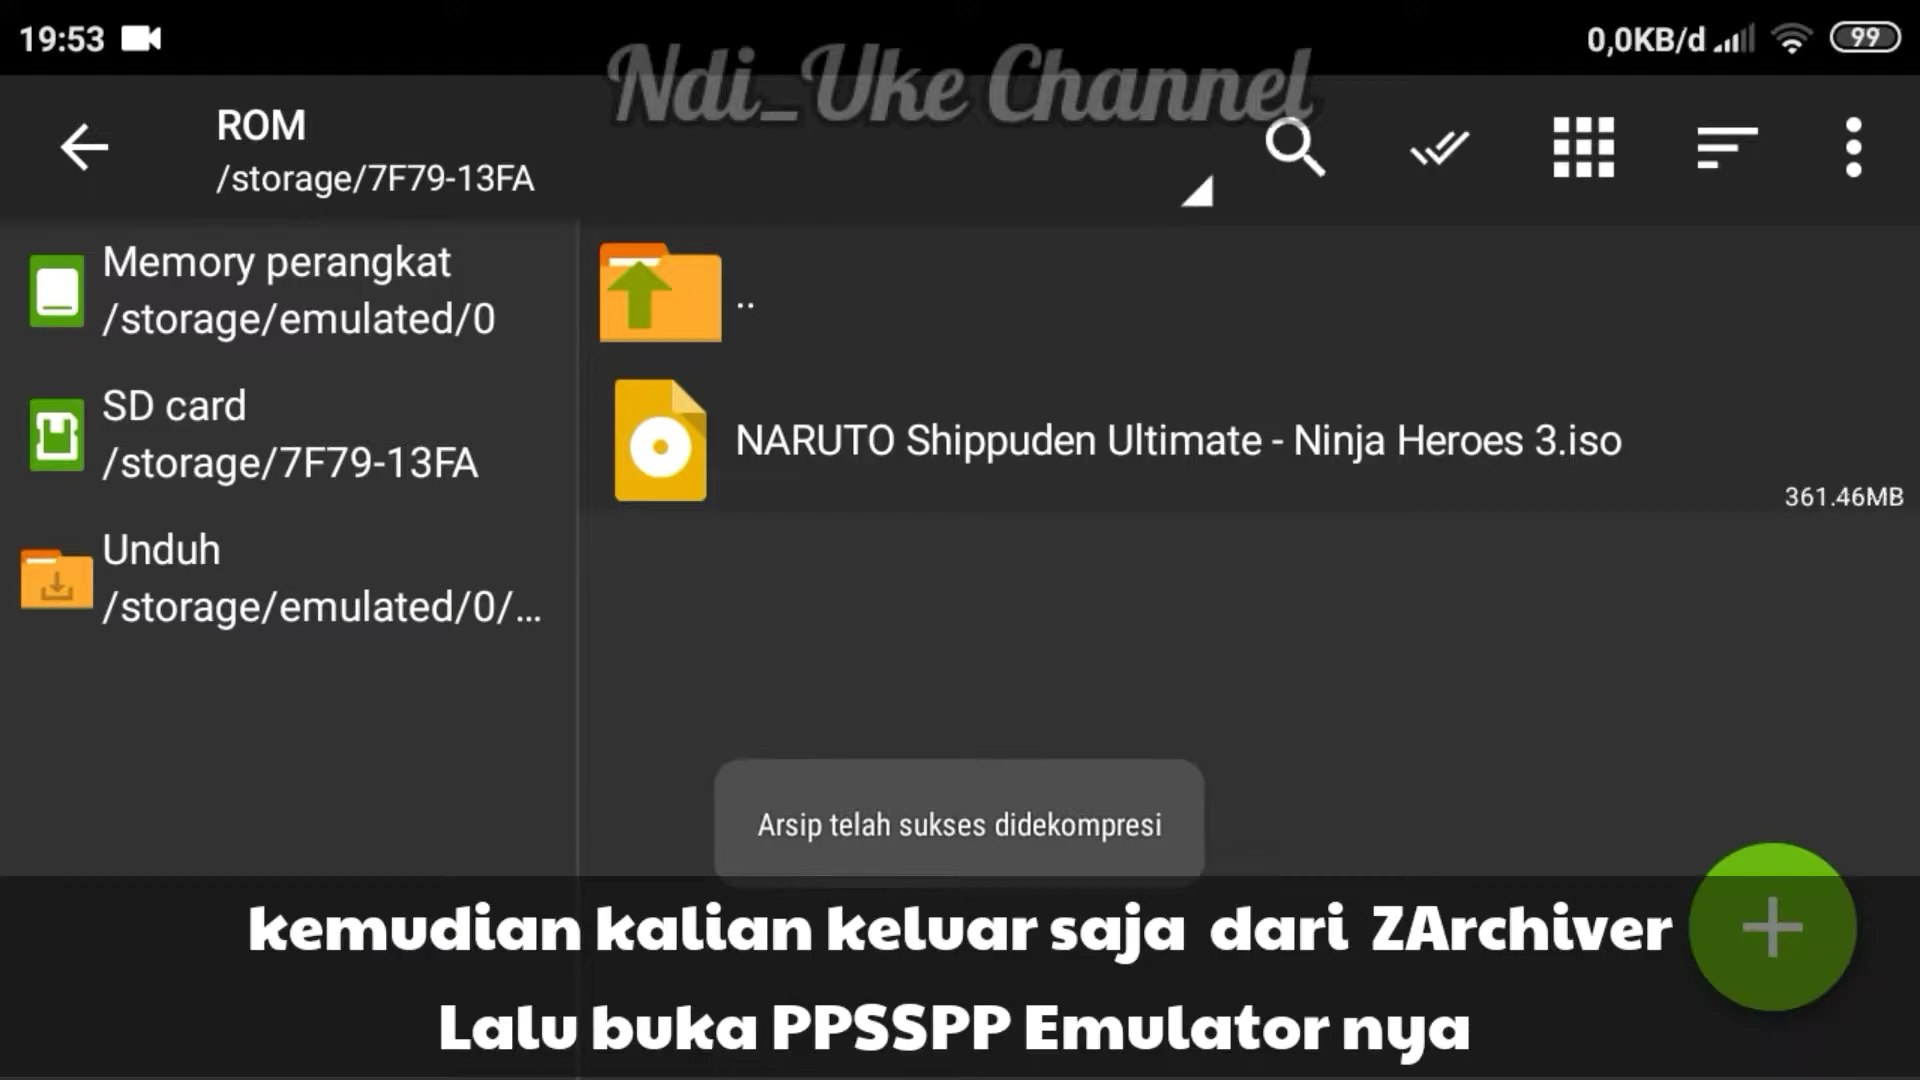 19:53
0,0KB/d
99
Ndi_Uke Channel
ROM
/storage/7F79-13FA
Memory perangkat
/storage/emulated/0
SD card
/storage/7F79-13FA
Unduh
/storage/emulated/0/...
..
NARUTO Shippuden Ultimate - Ninja Heroes 3.iso
361.46MB
Arsip telah sukses didekompresi
kemudian kalian keluar saja dari ZArchiver
Lalu buka PPSSPP Emulator nya